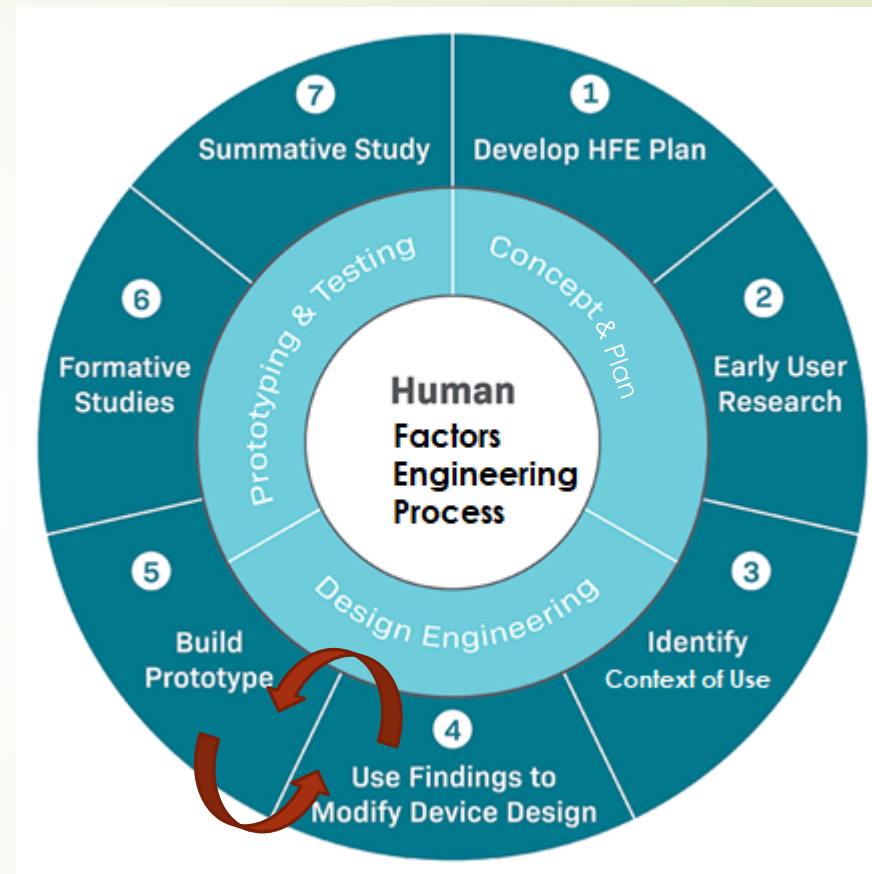 7
Summative Study
1
Develop HFE Plan
2
Early User
Research
3
Identify
Context of Use
4
Use Findings to
Modify Device Design
5
Build
Prototype
6
Formative
Studies
Prototyping & Testing
Concept & Plan
Design Engineering
Human
Factors
Engineering
Process